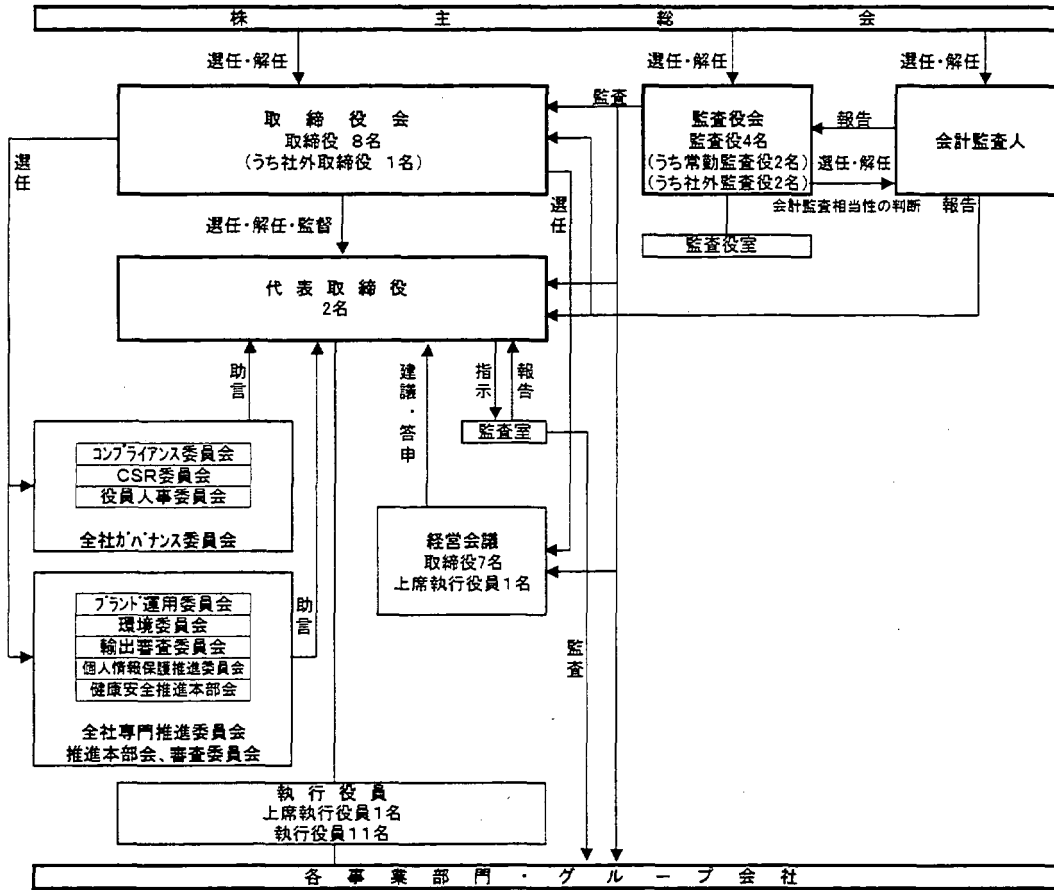 株主総会
選任・解任
選任・解任
選任・解任
取締役会
取締役 8名
(うち社外取締役 1名)
監査
監査役会
監査役4名
(うち常勤監査役2名)
(うち社外監査役2名)
報告
選任・解任
会計監査相当性の判断
会計監査人
報告
選任
選任・解任・監督
選任
監査役室
代表取締役
2名
助言
建議・答申
指示
報告
監査室
コンプライアンス委員会
CSR委員会
役員人事委員会
全社ガバナンス委員会
経営会議
取締役7名
上席執行役員1名
ブランド運用委員会
環境委員会
輸出審査委員会
個人情報保護推進委員会
健康安全推進本部会
全社専門推進委員会
推進本部会、審査委員会
助言
監査
執行役員
上席執行役員1名
執行役員11名
各事業部門・グループ会社